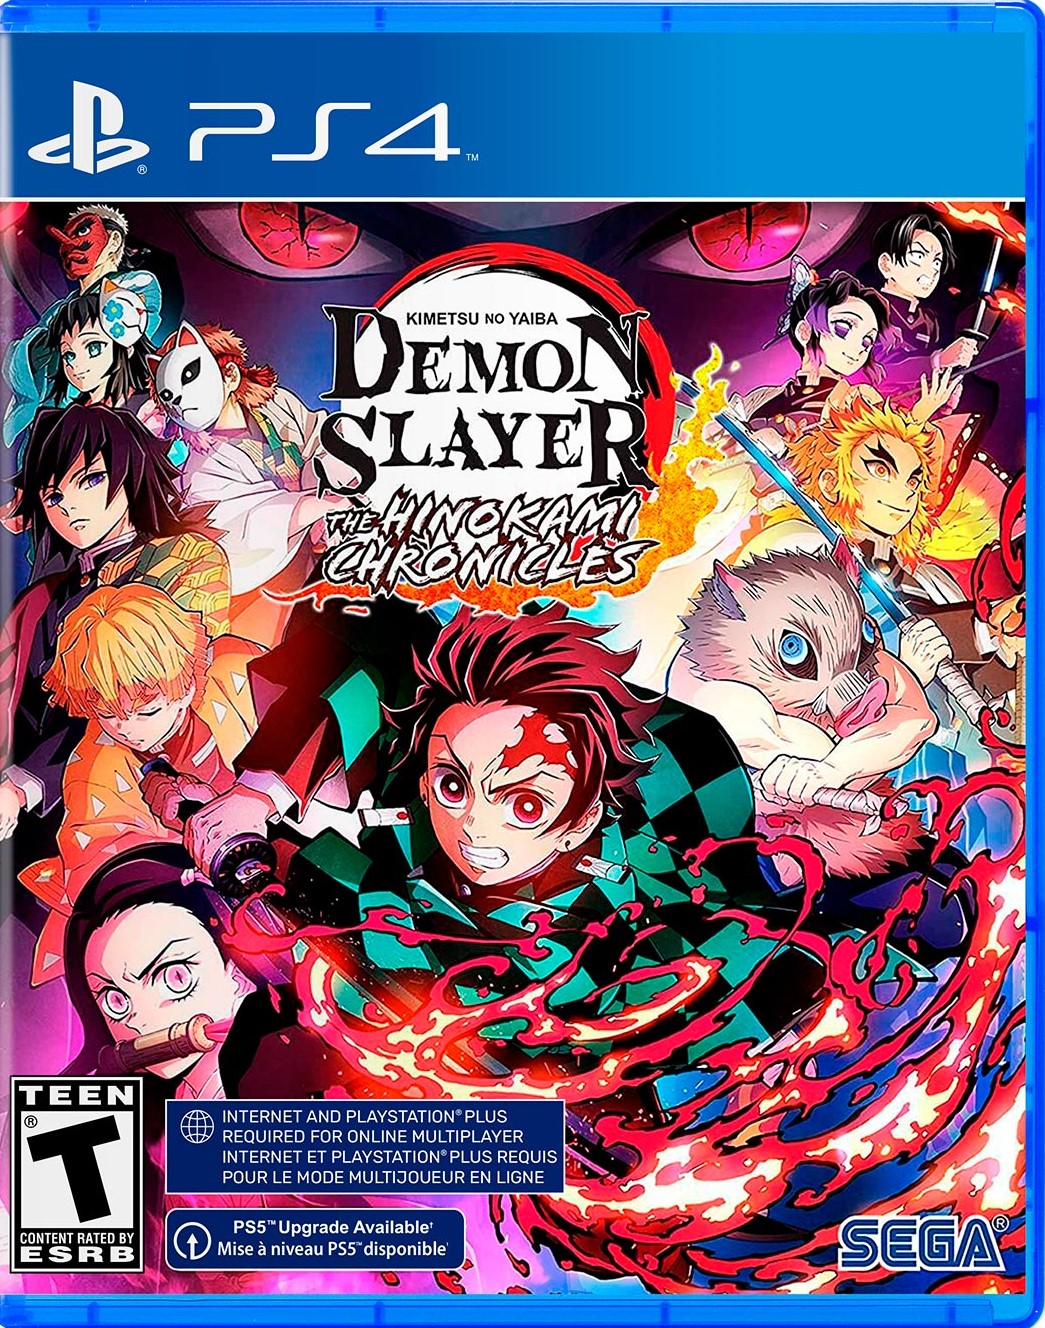 PS4™
KIMETSU NO YAIBA
DEMON
SLAYER
THE HINOKAMI
CHRONICLES
TEEN
T®
CONTENT RATED BY
ESRB
INTERNET AND PLAYSTATION®PLUS
REQUIRED FOR ONLINE MULTIPLAYER
INTERNET ET PLAYSTATION®PLUS REQUIS
POUR LE MODE MULTIJOUEUR EN LIGNE
PS5™ Upgrade Available†
Mise à niveau PS5™ disponible†
SEGA®